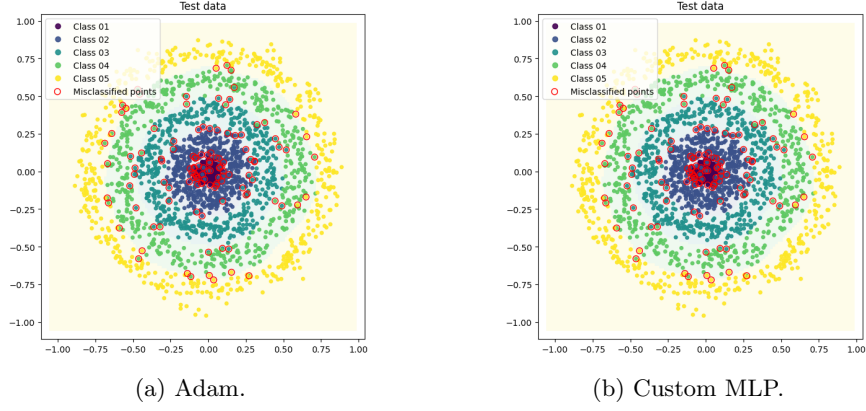 Test data
1.00
0.75
0.50
0.25
0.00
−0.25
−0.50
−0.75
−1.00
Class 01
Class 02
Class 03
Class 04
Class 05
Misclassified points
−1.00 −0.75 −0.50 −0.25 0.00 0.25 0.50 0.75 1.00
(a) Adam.
Test data
1.00
0.75
0.50
0.25
0.00
−0.25
−0.50
−0.75
−1.00
Class 01
Class 02
Class 03
Class 04
Class 05
Misclassified points
−1.00 −0.75 −0.50 −0.25 0.00 0.25 0.50 0.75 1.00
(b) Custom MLP.